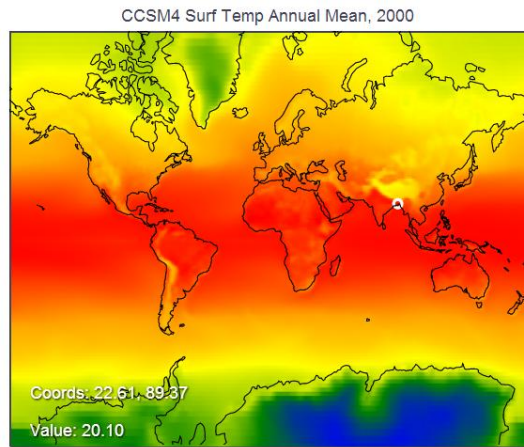 CCSM4 Surf Temp Annual Mean, 2000
Coords: 22.61, 89.37
Value: 20.10